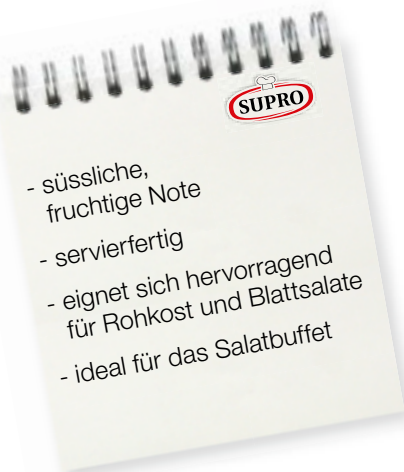 SUPRO
- süssliche,
fruchtige Note
- servierfertig
- eignet sich hervorragend
für Rohkost und Blattsalate
- ideal für das Salatbuffet